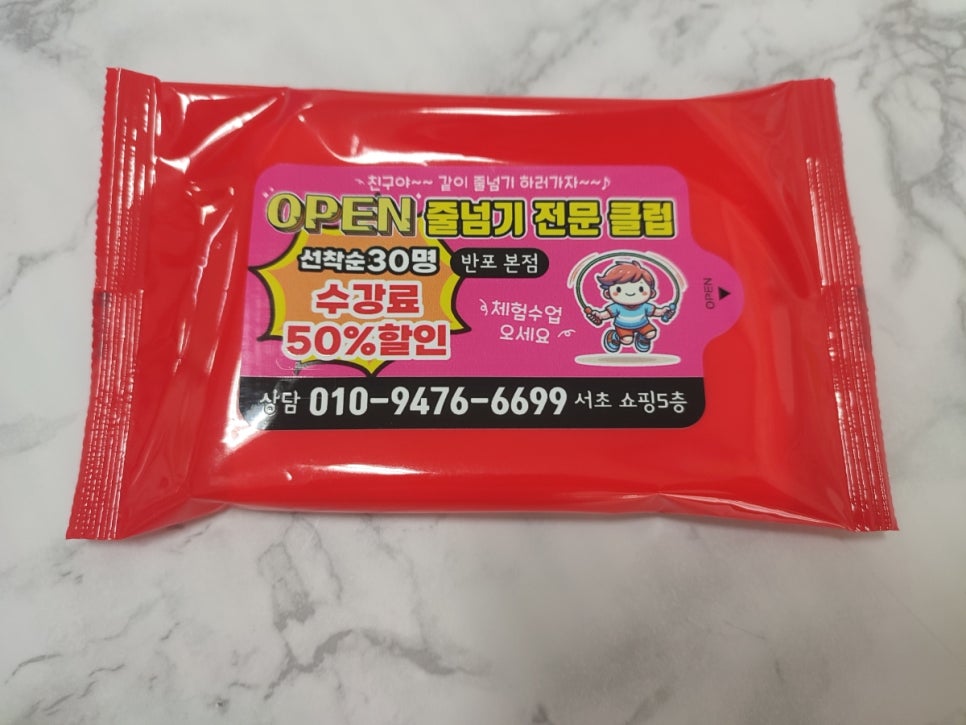 친구야~~ 같이 줄넘기 하러가자~~♪
OPEN 줄넘기 전문 클럽
선착순30명
반포 본점
수강료
50%할인
체험수업
오세요
OPEN
상담 010-9476-6699 서초 쇼핑5층